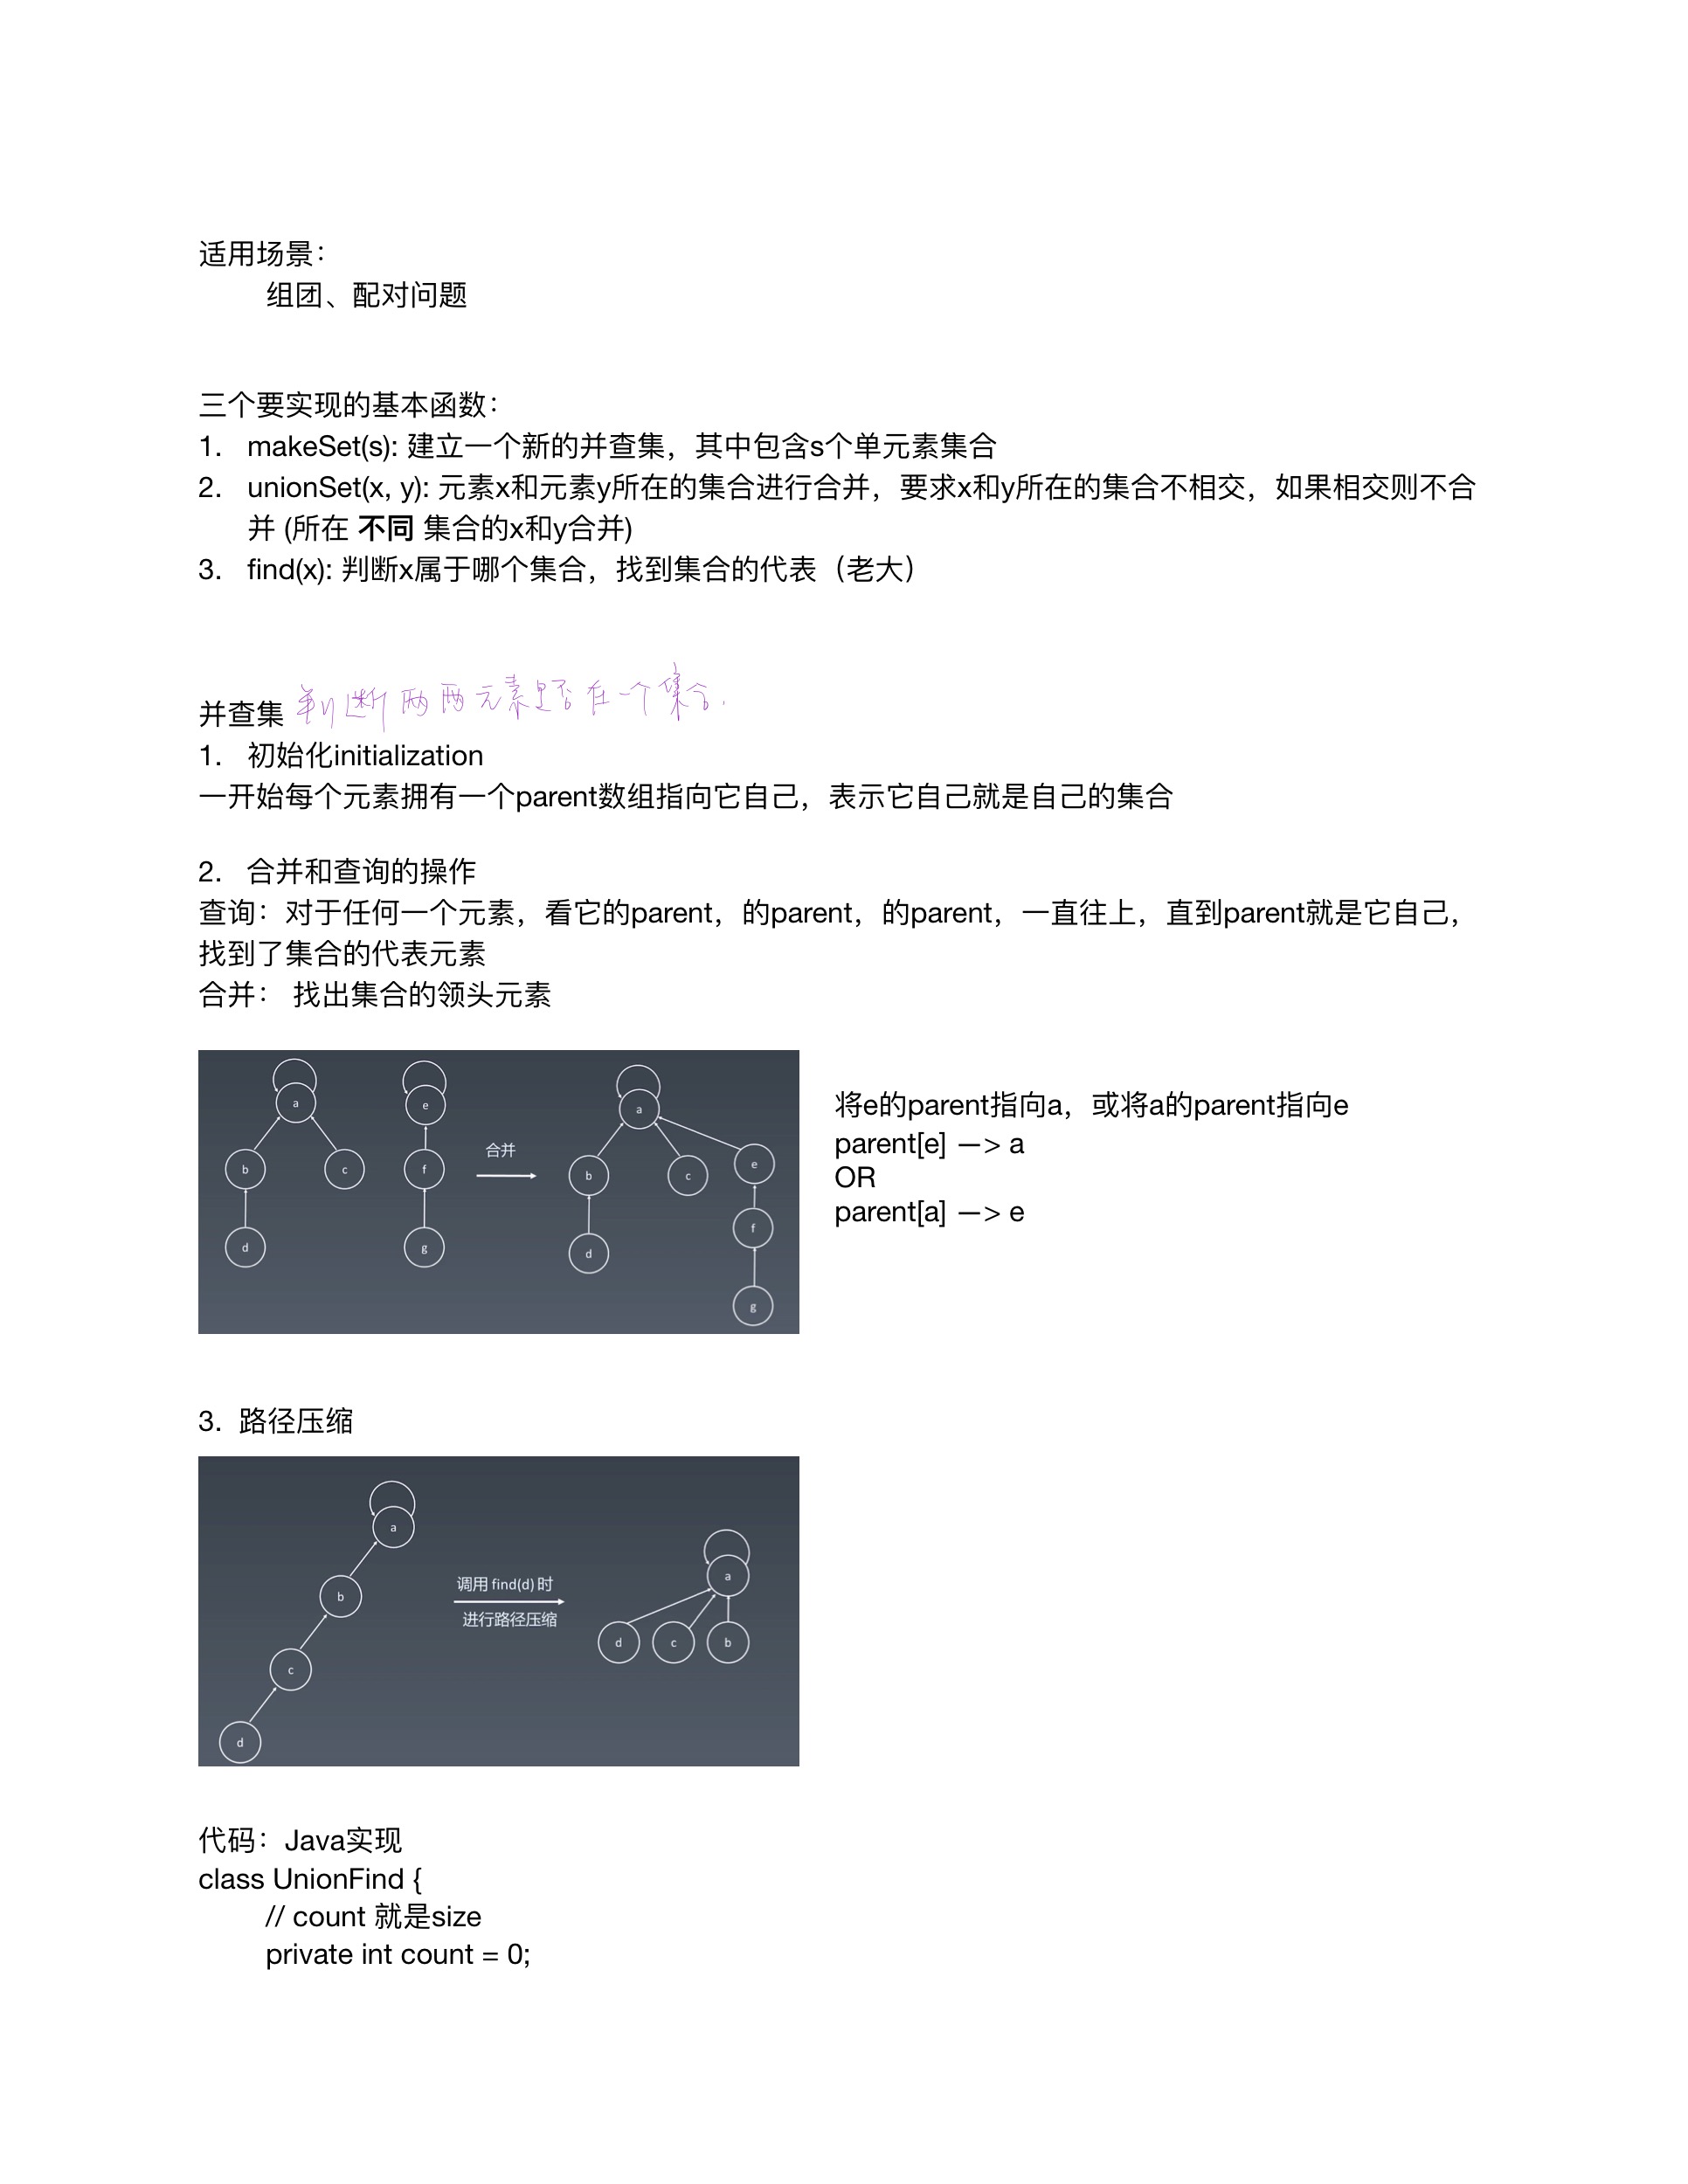 适用场景：
组团、配对问题
三个要实现的基本函数：
1. makeSet(s): 建立一个新的并查集，其中包含s个单元素集合
2. unionSet(x, y): 元素x和元素y所在的集合进行合并，要求x和y所在的集合不相交，如果相交则不合
并 (所在 不同 集合的x和y合并)
3. find(x): 判断x属于哪个集合，找到集合的代表（老大）
并查集 判断两两元素是否在一个集合.
1. 初始化initialization
一开始每个元素拥有一个parent数组指向它自己，表示它自己就是自己的集合
2. 合并和查询的操作
查询：对于任何一个元素，看它的parent，的parent，的parent，一直往上，直到parent就是它自己，
找到了集合的代表元素
合并： 找出集合的领头元素
a
e
b
c
f
d
g
合并
a
b
c
e
d
f
g
将e的parent指向a，或将a的parent指向e
parent[e] —> a
OR
parent[a] —> e
3. 路径压缩
a
b
c
d
调用 find(d) 时
进行路径压缩
a
d
c
b
代码：Java实现
class UnionFind {
// count 就是size
private int count = 0;